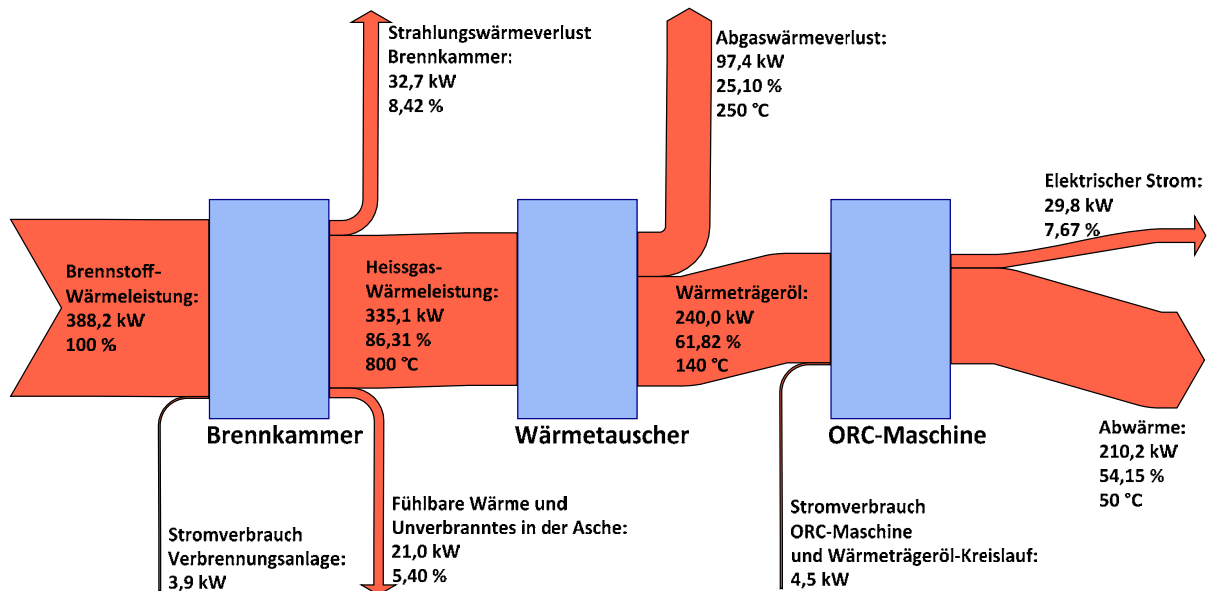 Strahlungswärmeverlust
Brennkammer:
32,7 kW
8,42 %
Abgaswärmeverlust:
97,4 kW
25,10 %
250 °C
Elektrischer Strom:
29,8 kW
7,67 %
Brennstoff-
Wärmeleistung:
388,2 kW
100 %
Heissgas-
Wärmeleistung:
335,1 kW
86,31 %
800 °C
Wärmeträgeröl:
240,0 kW
61,82 %
140 °C
Brennkammer
Wärmetauscher
ORC-Maschine
Abwärme:
210,2 kW
54,15 %
50 °C
Stromverbrauch
Verbrennungsanlage:
3,9 kW
Fühlbare Wärme und
Unverbranntes in der Asche:
21,0 kW
5,40 %
Stromverbrauch
ORC-Maschine
und Wärmeträgeröl-Kreislauf:
4,5 kW